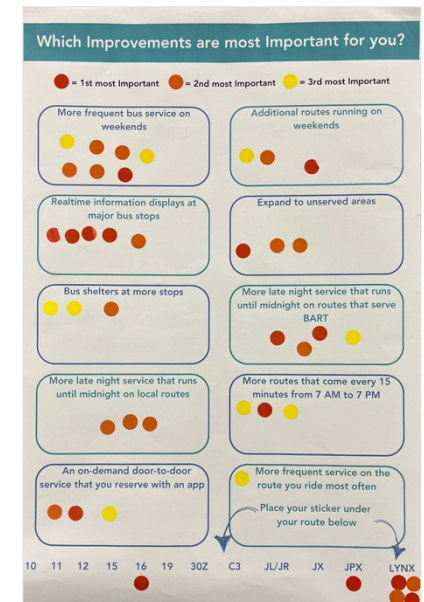 Which Improvements are most Important for you?
= 1st most Important = 2nd most Important = 3rd most Important
More frequent bus service on
weekends
Additional routes running on
weekends
Realtime information displays at
major bus stops
Expand to unserved areas
Bus shelters at more stops
More late night service that runs
until midnight on routes that serve
BART
More late night service that runs
until midnight on local routes
More routes that come every 15
minutes from 7 AM to 7 PM
An on-demand door-to-door
service that you reserve with an app
More frequent service on the
route you ride most often
Place your sticker under
your route below
10 11 12 15 16 19 30Z C3 JL/JR JX JPX LYNX